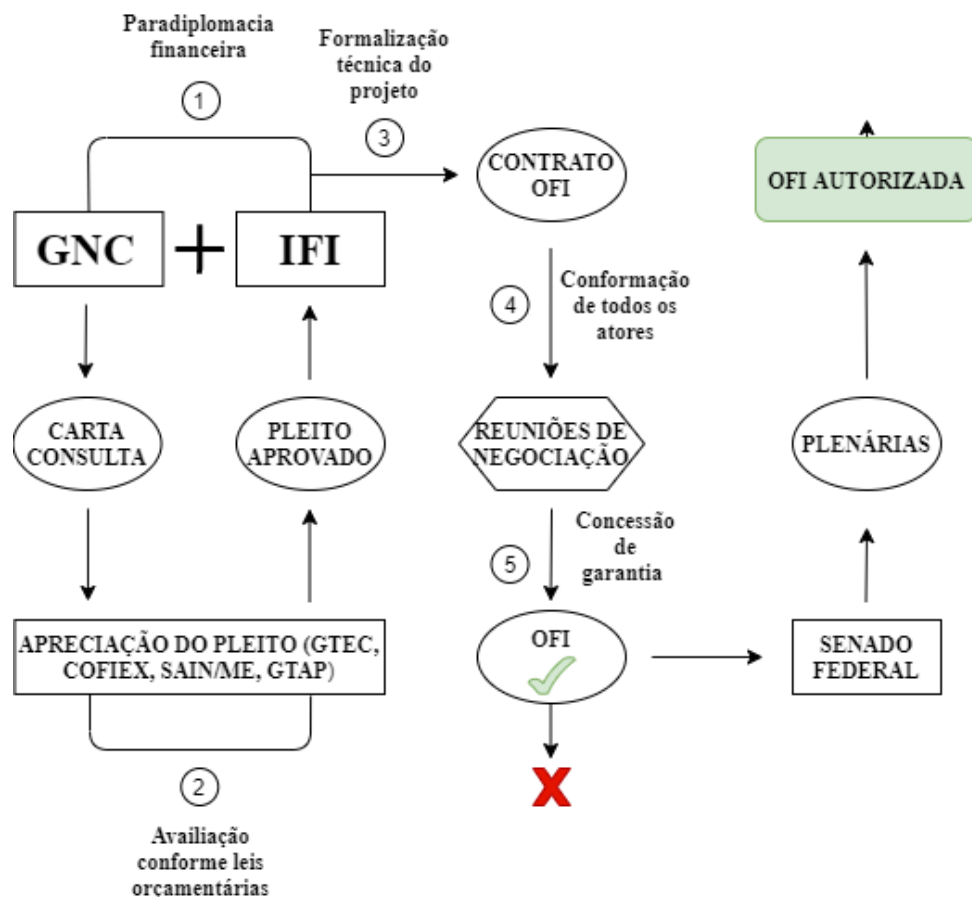 Paradiplomacia
financeira
1
Formalização
técnica do
projeto
3
CONTRATO
OFI
OFI AUTORIZADA
GNC
+
IFI
4
Conformação
de todos os
atores
CARTA
CONSULTA
PLEITO
APROVADO
REUNIÕES DE
NEGOCIAÇÃO
PLENÁRIAS
5
Concessão
de
garantia
APRECIAÇÃO DO PLEITO (GTEC,
COFIEX, SAIN/ME, GTAP)
OFI
SENADO
FEDERAL
X
2
Availiação
conforme leis
orçamentárias